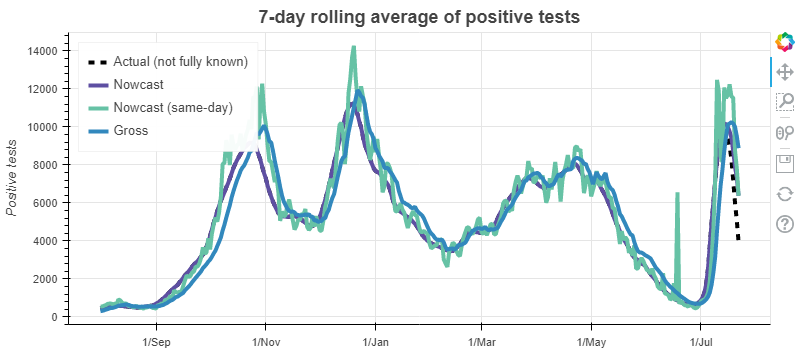 7-day rolling average of positive tests
14000
12000
10000
8000
6000
4000
2000
0
Positive tests
Actual (not fully known)
Nowcast
Nowcast (same-day)
Gross
1/Sep
1/Nov
1/Jan
1/Mar
1/May
1/Jul